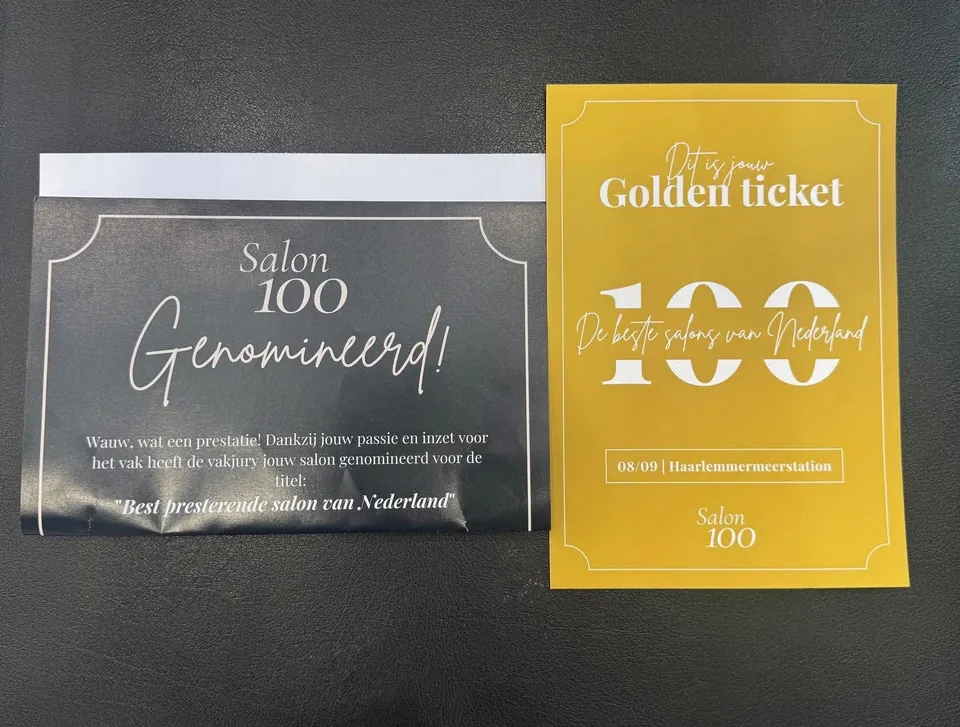 Salon
100
Genomineerd!
Wauw, wat een prestatie! Dankzij jouw passie en inzet voor
het vak heeft de vakjury jouw salon genomineerd voor de
titel:
"Best presterende salon van Nederland"
Dit is jouw
Golden ticket
100
De beste salons van Nederland
08/09 | Haarlemmermeerstation
Salon
100